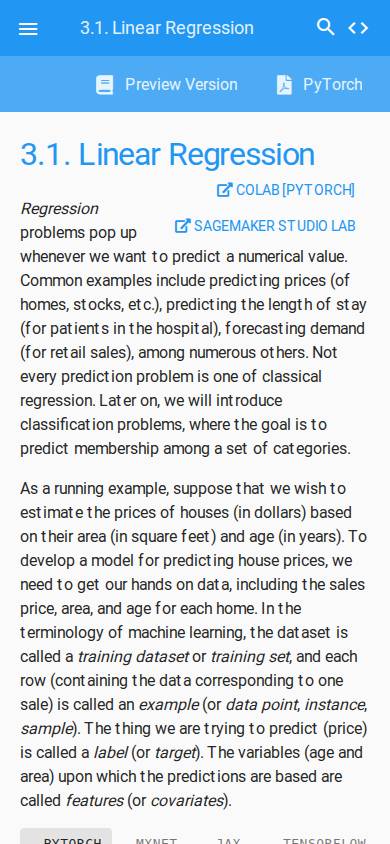 3.1. Linear Regression
Preview Version
PyTorch
3.1. Linear Regression
COLAB [PYTORCH]
SAGEMAKER STUDIO LAB
Regression
problems pop up
whenever we want to predict a numerical value.
Common examples include predicting prices (of
homes, stocks, etc.), predicting the length of stay
(for patients in the hospital), forecasting demand
(for retail sales), among numerous others. Not
every prediction problem is one of classical
regression. Later on, we will introduce
classification problems, where the goal is to
predict membership among a set of categories.
As a running example, suppose that we wish to
estimate the prices of houses (in dollars) based
on their area (in square feet) and age (in years). To
develop a model for predicting house prices, we
need to get our hands on data, including the sales
price, area, and age for each home. In the
terminology of machine learning, the dataset is
called a training dataset or training set, and each
row (containing the data corresponding to one
sale) is called an example (or data point, instance,
sample). The thing we are trying to predict (price)
is called a label (or target). The variables (age and
area) upon which the predictions are based are
called features (or covariates).
PYTORCH MXNET JAX TENSORFLOW